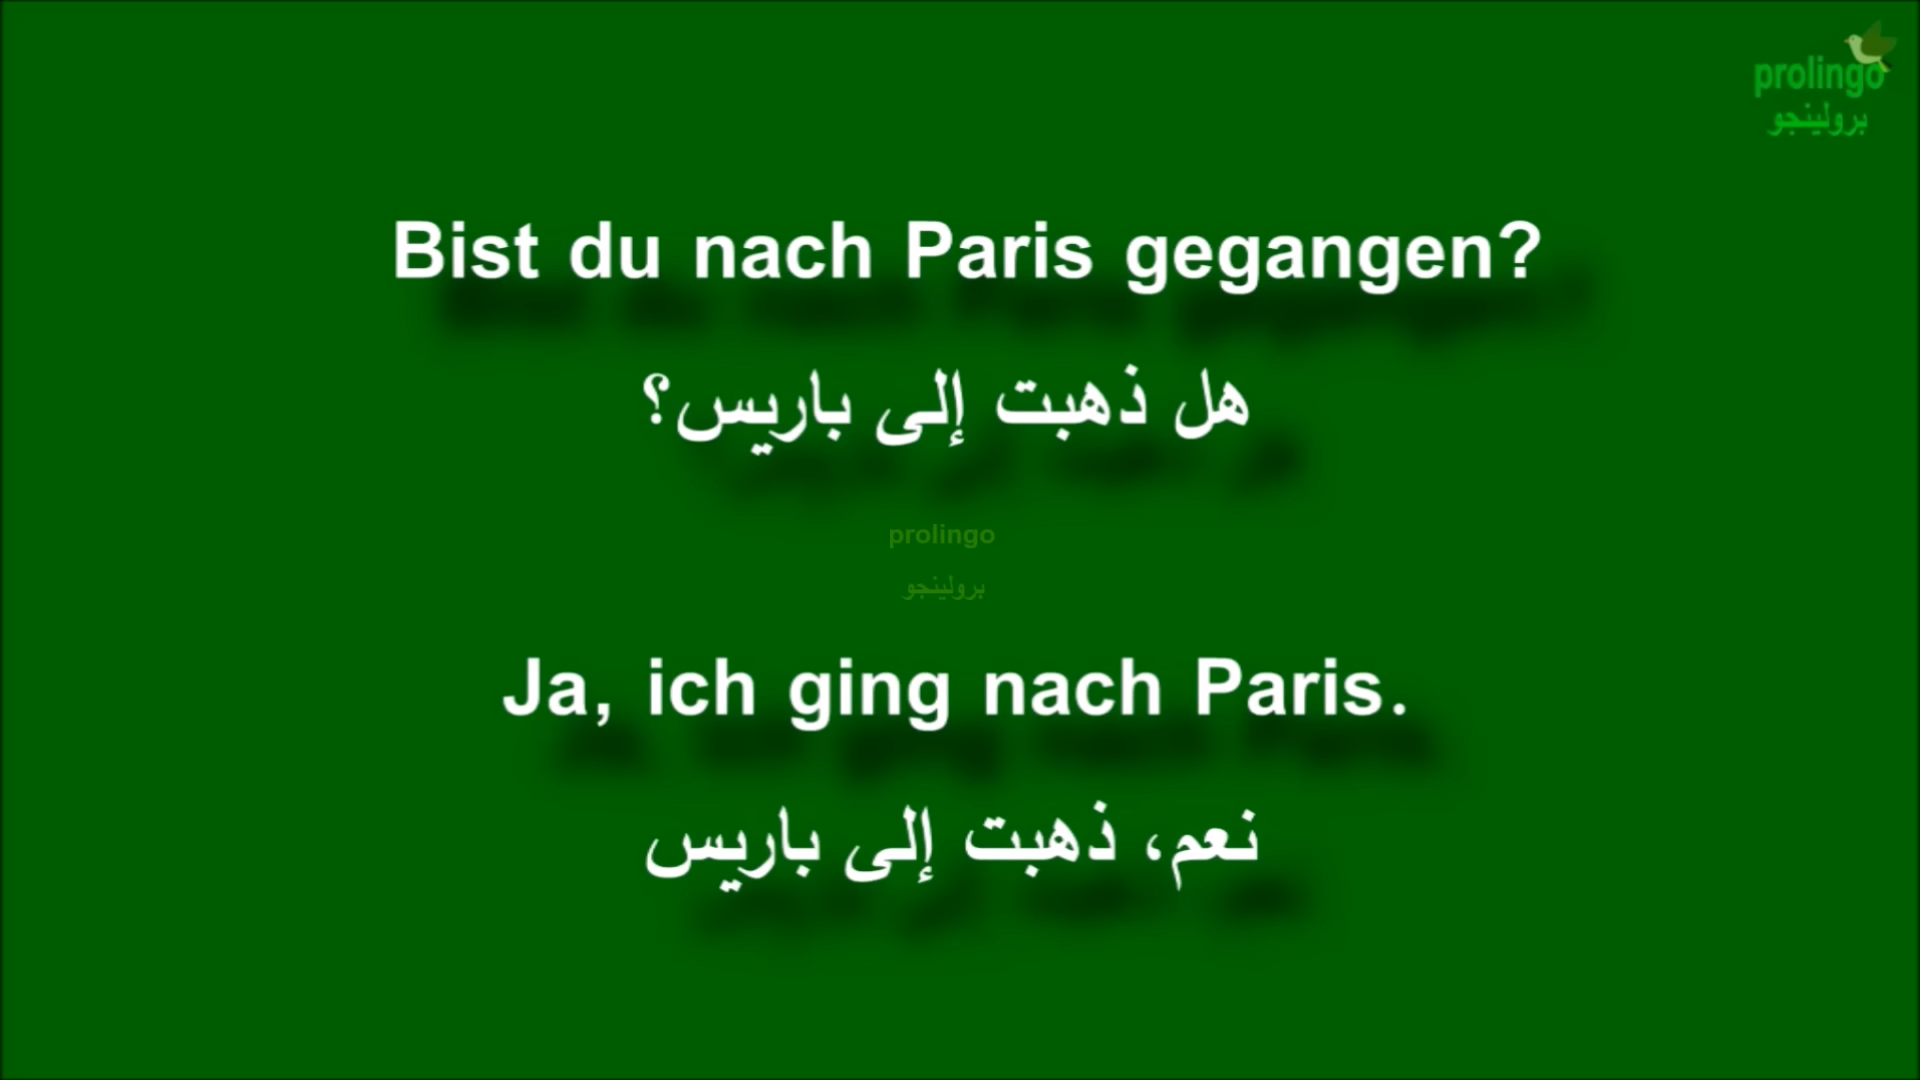 prolingo
برولينجو
Bist du nach Paris gegangen?
هل ذهبت إلى باريس؟
prolingo
برولينجو
Ja, ich ging nach Paris.
نعم، ذهبت إلى باريس